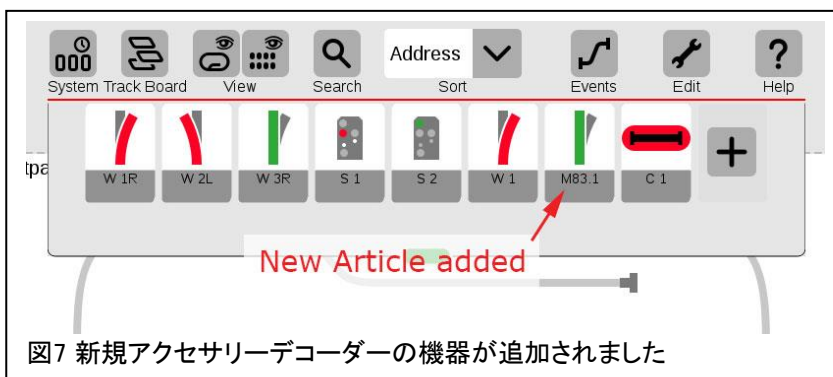 Address
System Track Board View Search Sort Events Edit Help
tpa
W 1R W 2L W 3R S 1 S 2 W 1 M83.1 C 1
New Article added
図7 新規アクセサリーデコーダーの機器が追加されました